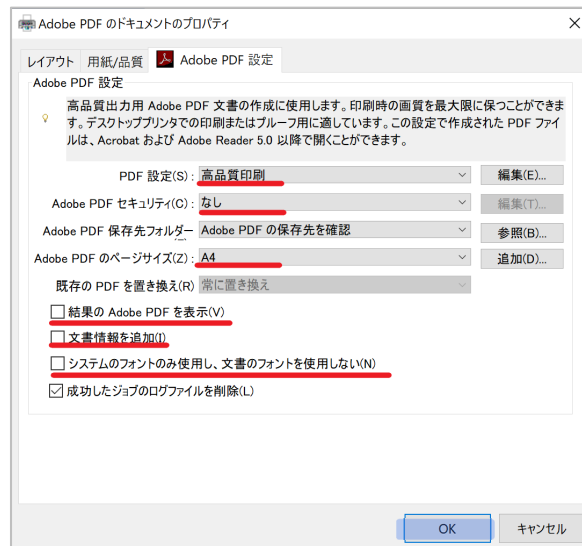 Adobe PDF のドキュメントのプロパティ
レイアウト 用紙/品質 Adobe PDF 設定
Adobe PDF 設定
高品質出力用 Adobe PDF 文書の作成に使用します。印刷時の画質を最大限に保つことができま
す。デスクトッププリンタでの印刷またはプルーフ用に適しています。この設定で作成された PDF ファイ
ルは、Acrobat および Adobe Reader 5.0 以降で開くことができます。
PDF 設定(S): 高品質印刷 編集(E)...
Adobe PDF セキュリティ(C): なし 編集(T)...
Adobe PDF 保存先フォルダー Adobe PDF の保存先を確認 参照(B)...
Adobe PDF のページサイズ(Z): A4 追加(D)...
既存の PDF を置き換え(R) 常に置き換え
結果の Adobe PDF を表示(V)
文書情報を追加(I)
システムのフォントのみ使用し、文書のフォントを使用しない(N)
成功したジョブのログファイルを削除(L)
OK キャンセル